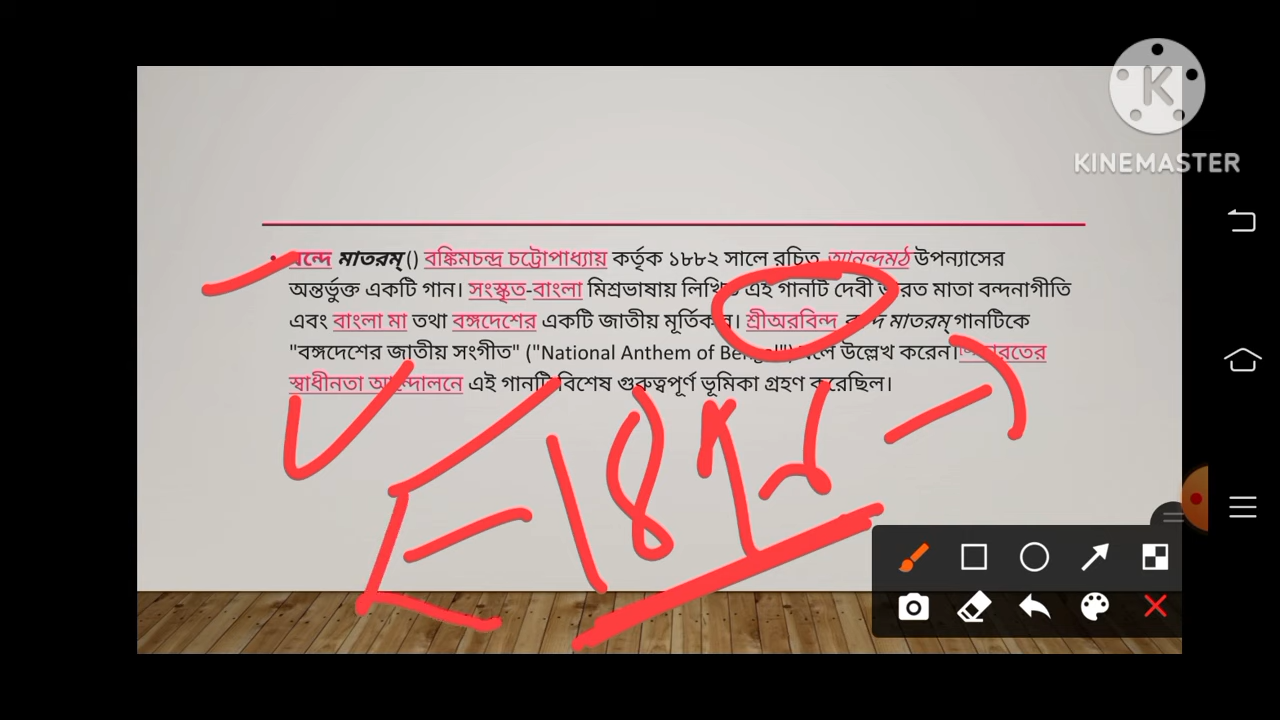 KINEMASTER
• বন্দে মাতরম্ () বঙ্কিমচন্দ্র চট্টোপাধ্যায় কর্তৃক ১৮৮২ সালে রচিত আনন্দমঠ উপন্যাসের
অন্তর্ভুক্ত একটি গান। সংস্কৃত-বাংলা মিশ্রভাষায় লিখিত এই গানটি দেবী ভারত মাতা বন্দনাগীতি
এবং বাংলা মা তথা বঙ্গদেশের একটি জাতীয় মূর্তিকল্প। শ্রীঅরবিন্দ বন্দে মাতরম্ গানটিকে
"বঙ্গদেশের জাতীয় সংগীত" ("National Anthem of Bengal") বলে উল্লেখ করেন। ভারতের
স্বাধীনতা আন্দোলনে এই গানটি বিশেষ গুরুত্বপূর্ণ ভূমিকা গ্রহণ করেছিল।